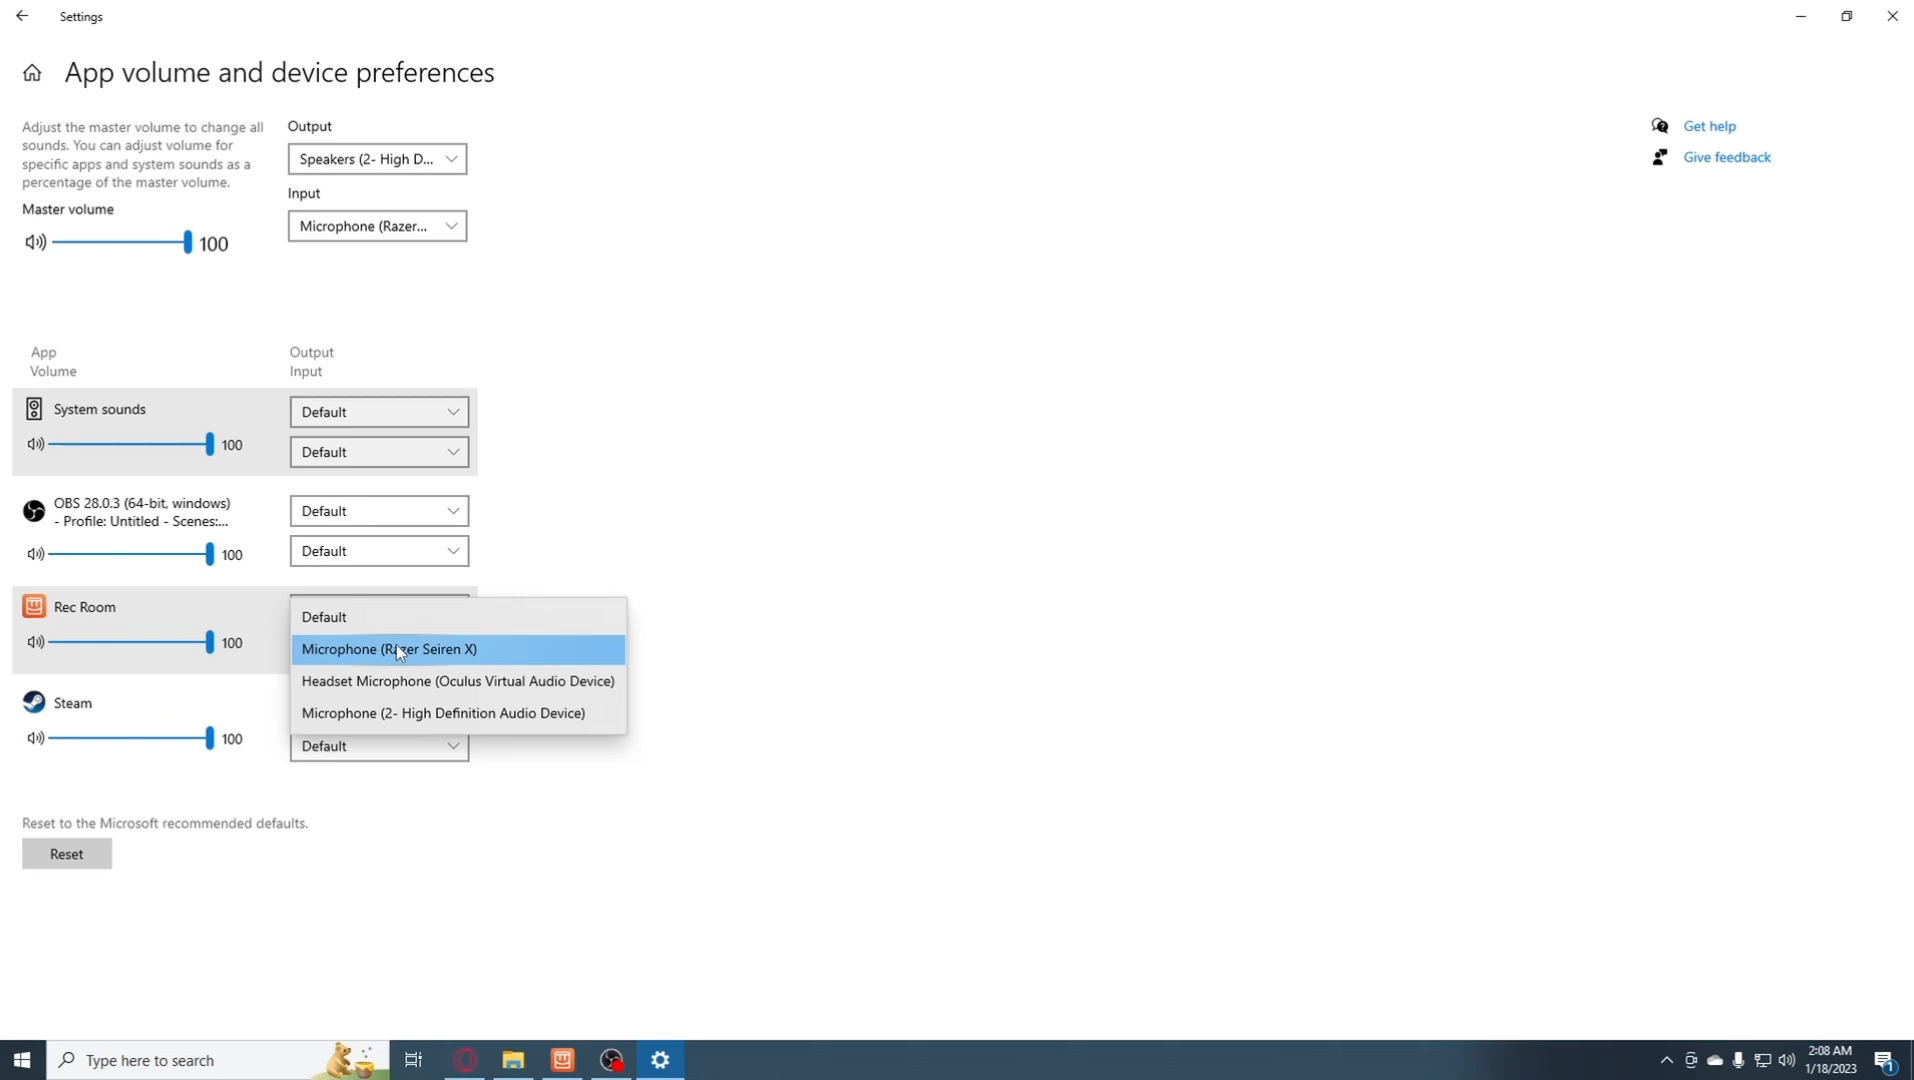 Settings
App volume and device preferences
Adjust the master volume to change all
sounds. You can adjust volume for
specific apps and system sounds as a
percentage of the master volume.
Master volume
100
Output
Speakers (2- High D...
Input
Microphone (Razer...
Get help
Give feedback
App
Volume
Output
Input
System sounds
100
Default
Default
OBS 28.0.3 (64-bit, windows)
- Profile: Untitled - Scenes:...
100
Default
Default
Rec Room
100
Default
Microphone (Razer Seiren X)
Headset Microphone (Oculus Virtual Audio Device)
Microphone (2- High Definition Audio Device)
Steam
100
Default
Reset to the Microsoft recommended defaults.
Reset
Type here to search
2:08 AM
1/18/2023
1